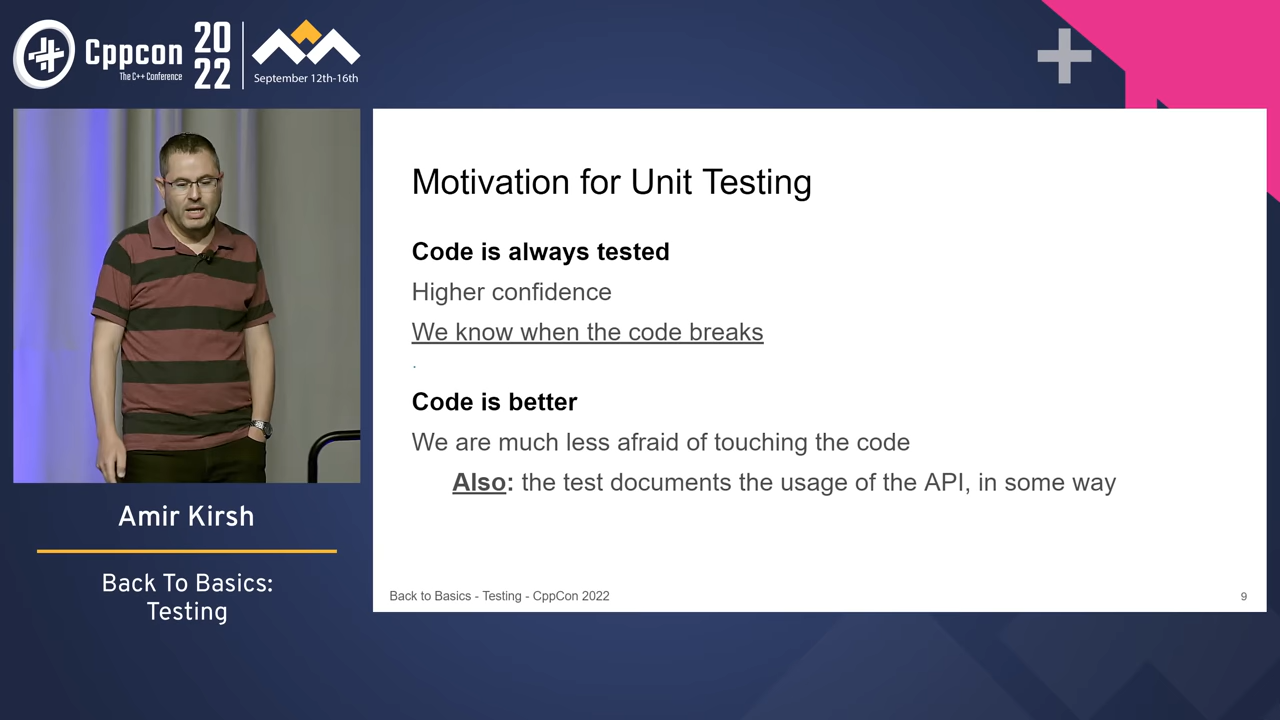 Cppcon
The C++ Conference
20
22
September 12th-16th
Motivation for Unit Testing
Code is always tested
Higher confidence
We know when the code breaks
.
Code is better
We are much less afraid of touching the code
Also: the test documents the usage of the API, in some way
Back to Basics - Testing - CppCon 2022
9
Amir Kirsh
Back To Basics:
Testing